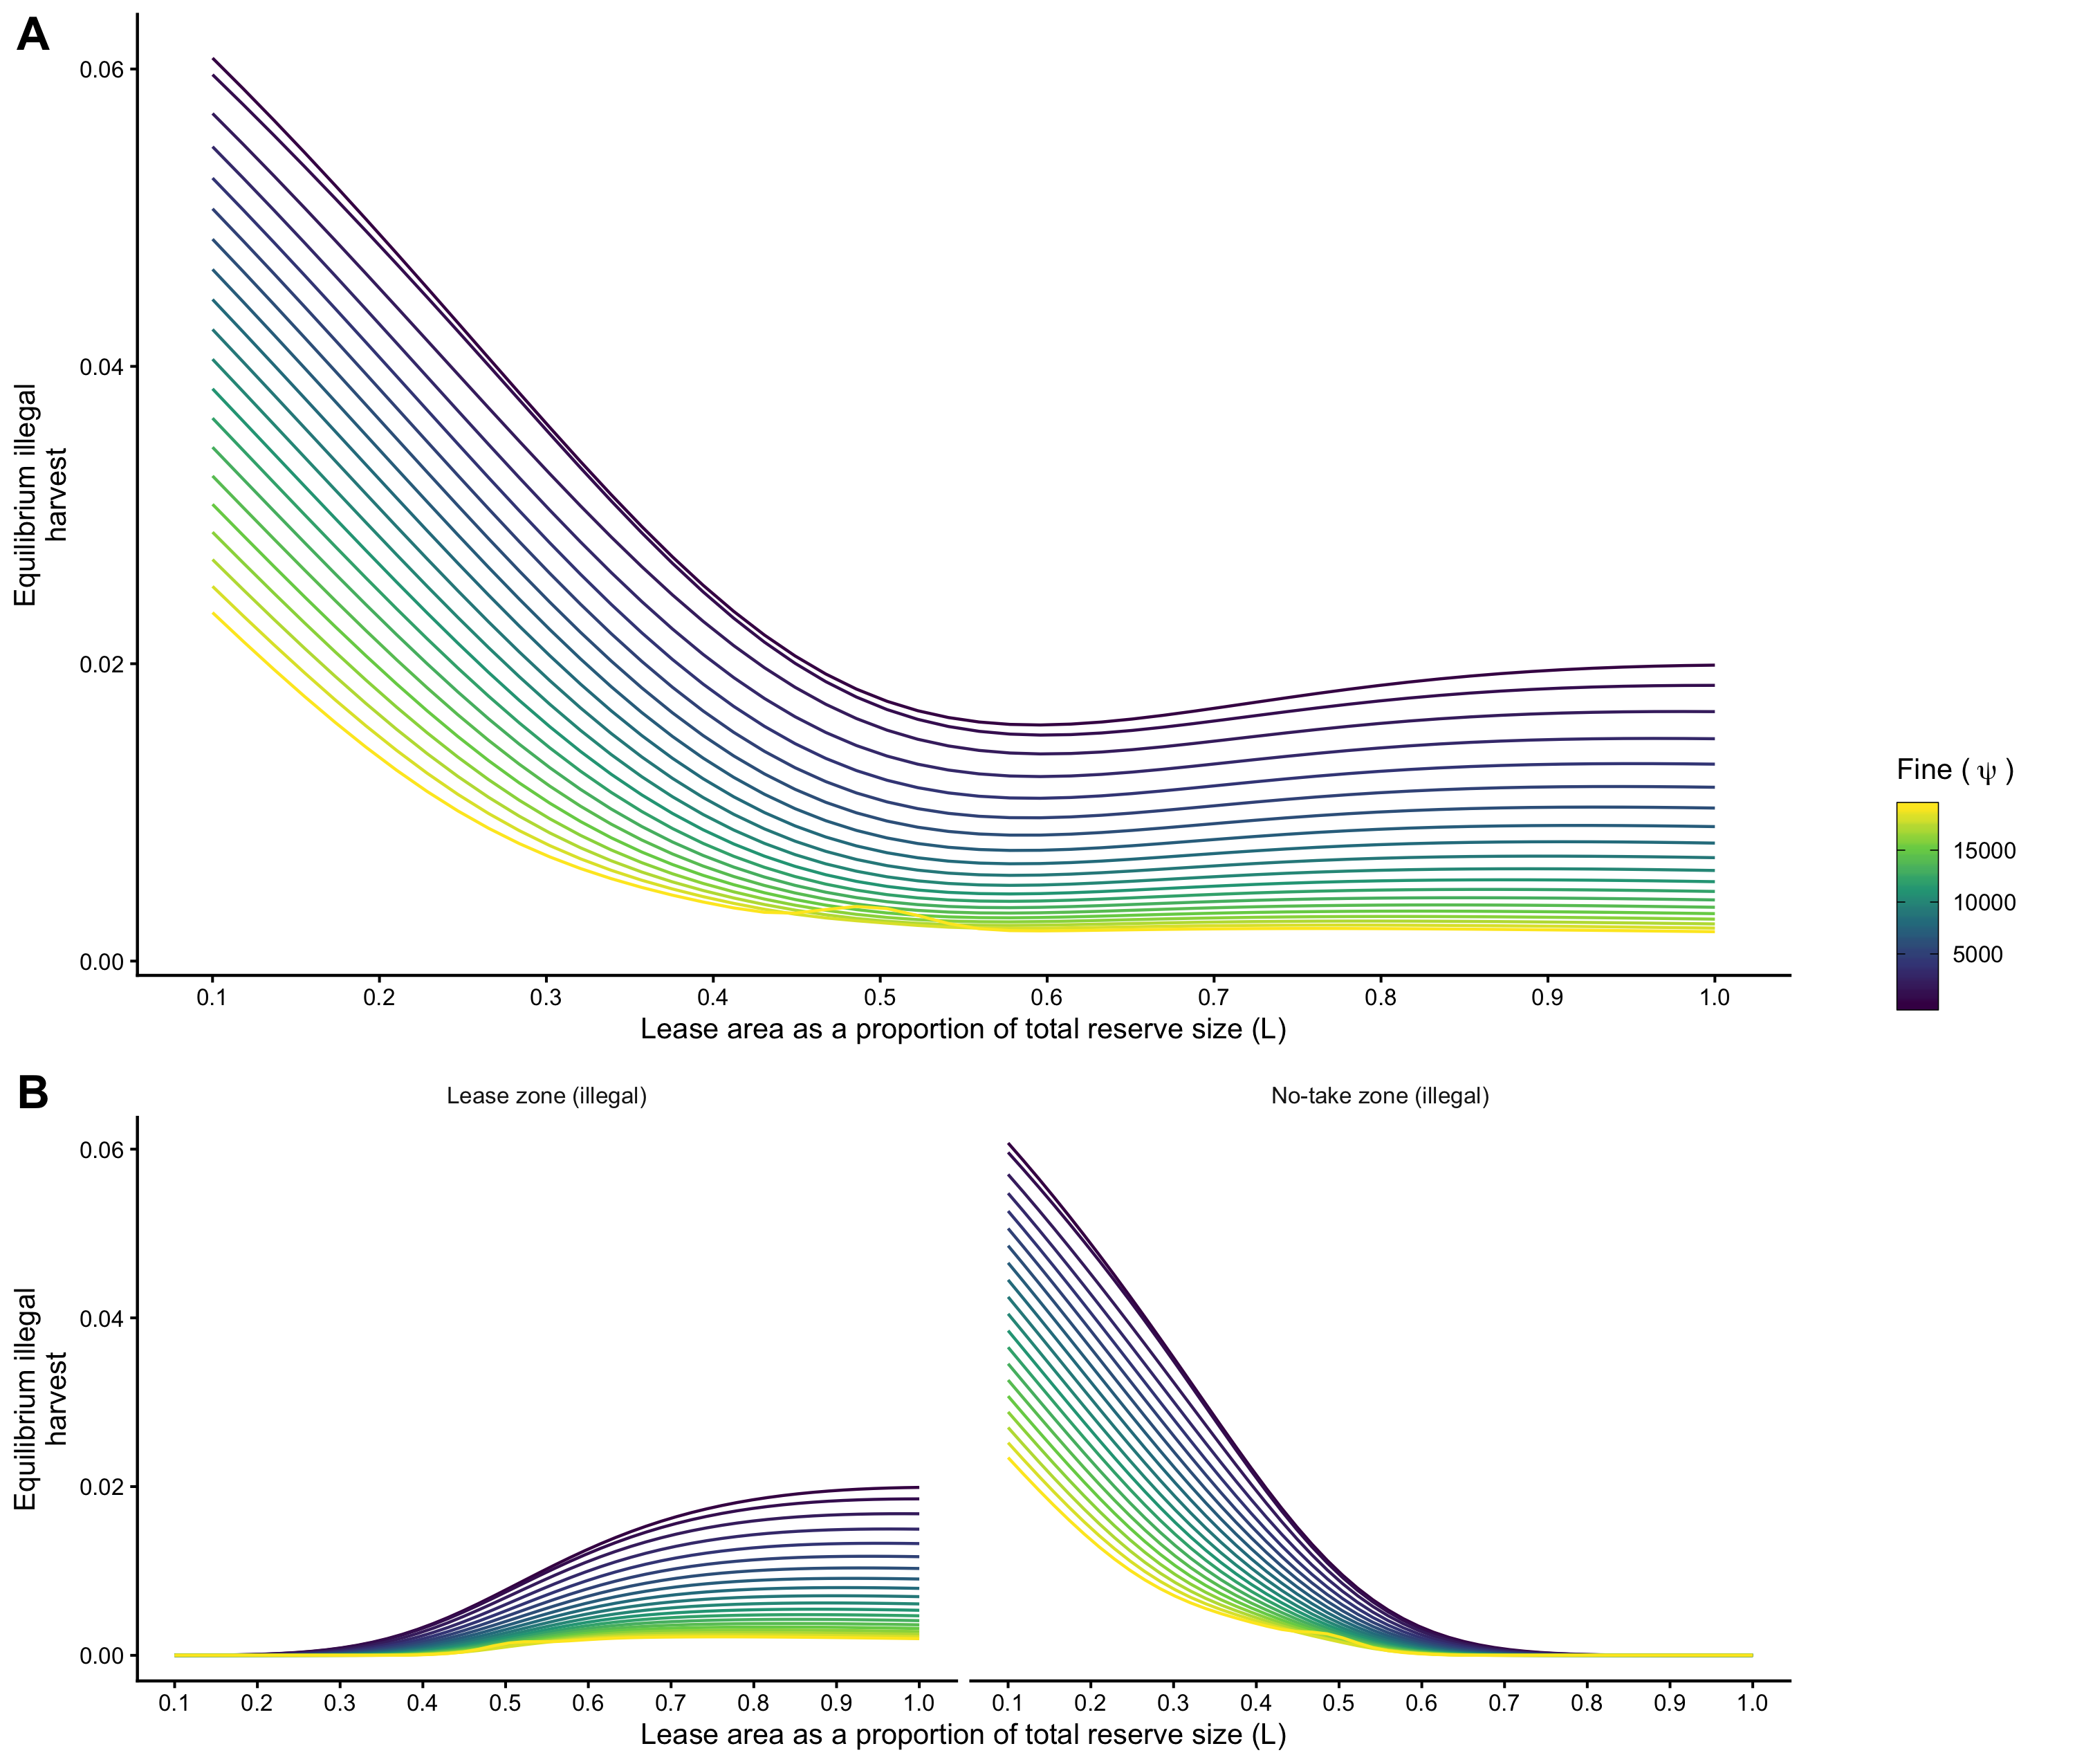 A
0.06
0.04
0.02
0.00
Equilibrium illegal
harvest
0.1 0.2 0.3 0.4 0.5 0.6 0.7 0.8 0.9 1.0
Lease area as a proportion of total reserve size (L)
Fine ( ψ )
15000
10000
5000
B
Lease zone (illegal)
No-take zone (illegal)
0.06
0.04
0.02
0.00
Equilibrium illegal
harvest
0.1 0.2 0.3 0.4 0.5 0.6 0.7 0.8 0.9 1.0
0.1 0.2 0.3 0.4 0.5 0.6 0.7 0.8 0.9 1.0
Lease area as a proportion of total reserve size (L)